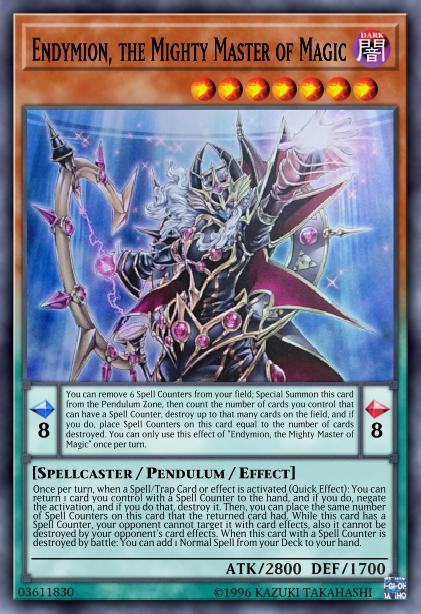 ENDYMION, THE MIGHTY MASTER OF MAGIC
DARK
闇
You can remove 6 Spell Counters from your field; Special Summon this card
from the Pendulum Zone, then count the number of cards you control that
can have a Spell Counter, destroy up to that many cards on the field, and if
you do, place Spell Counters on this card equal to the number of cards
destroyed. You can only use this effect of "Endymion, the Mighty Master of
Magic" once per turn.
8
8
[SPELLCASTER / PENDULUM / EFFECT]
Once per turn, when a Spell/Trap Card or effect is activated (Quick Effect): You can
return 1 card you control with a Spell Counter to the hand, and if you do, negate
the activation, and if you do that, destroy it. Then, you can place the same
number of Spell Counters on this card that the returned card had. While this card has a
Spell Counter, your opponent cannot target it with card effects, also it cannot be
destroyed by your opponent's card effects. When this card with a Spell Counter is
destroyed by battle: You can add 1 Normal Spell from your Deck to your hand.
ATK/2800 DEF/1700
03611830
©1996 KAZUKI TAKAHASHI